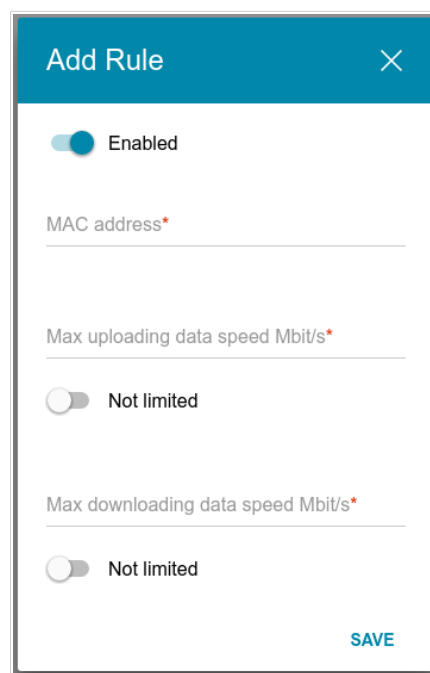 Add Rule
Enabled
MAC address*
Max uploading data speed Mbit/s*
Not limited
Max downloading data speed Mbit/s*
Not limited
SAVE